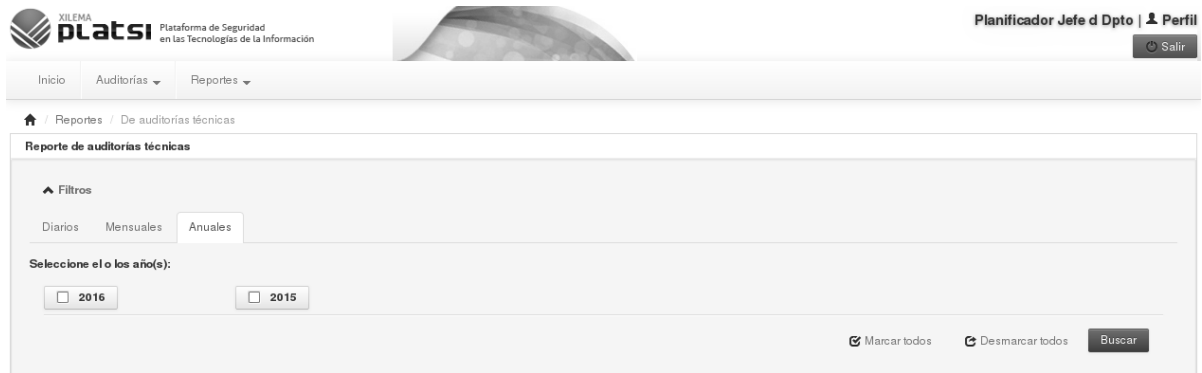 XILEMA
PLatSI Plataforma de Seguridad
en las Tecnologías de la Información
Planificador Jefe d Dpto | Perfil
Salir
Inicio Auditorías Reportes
/ Reportes / De auditorías técnicas
Reporte de auditorías técnicas
Filtros
Diarios Mensuales Anuales
Seleccione el o los año(s):
2016 2015
Marcar todos Desmarcar todos Buscar